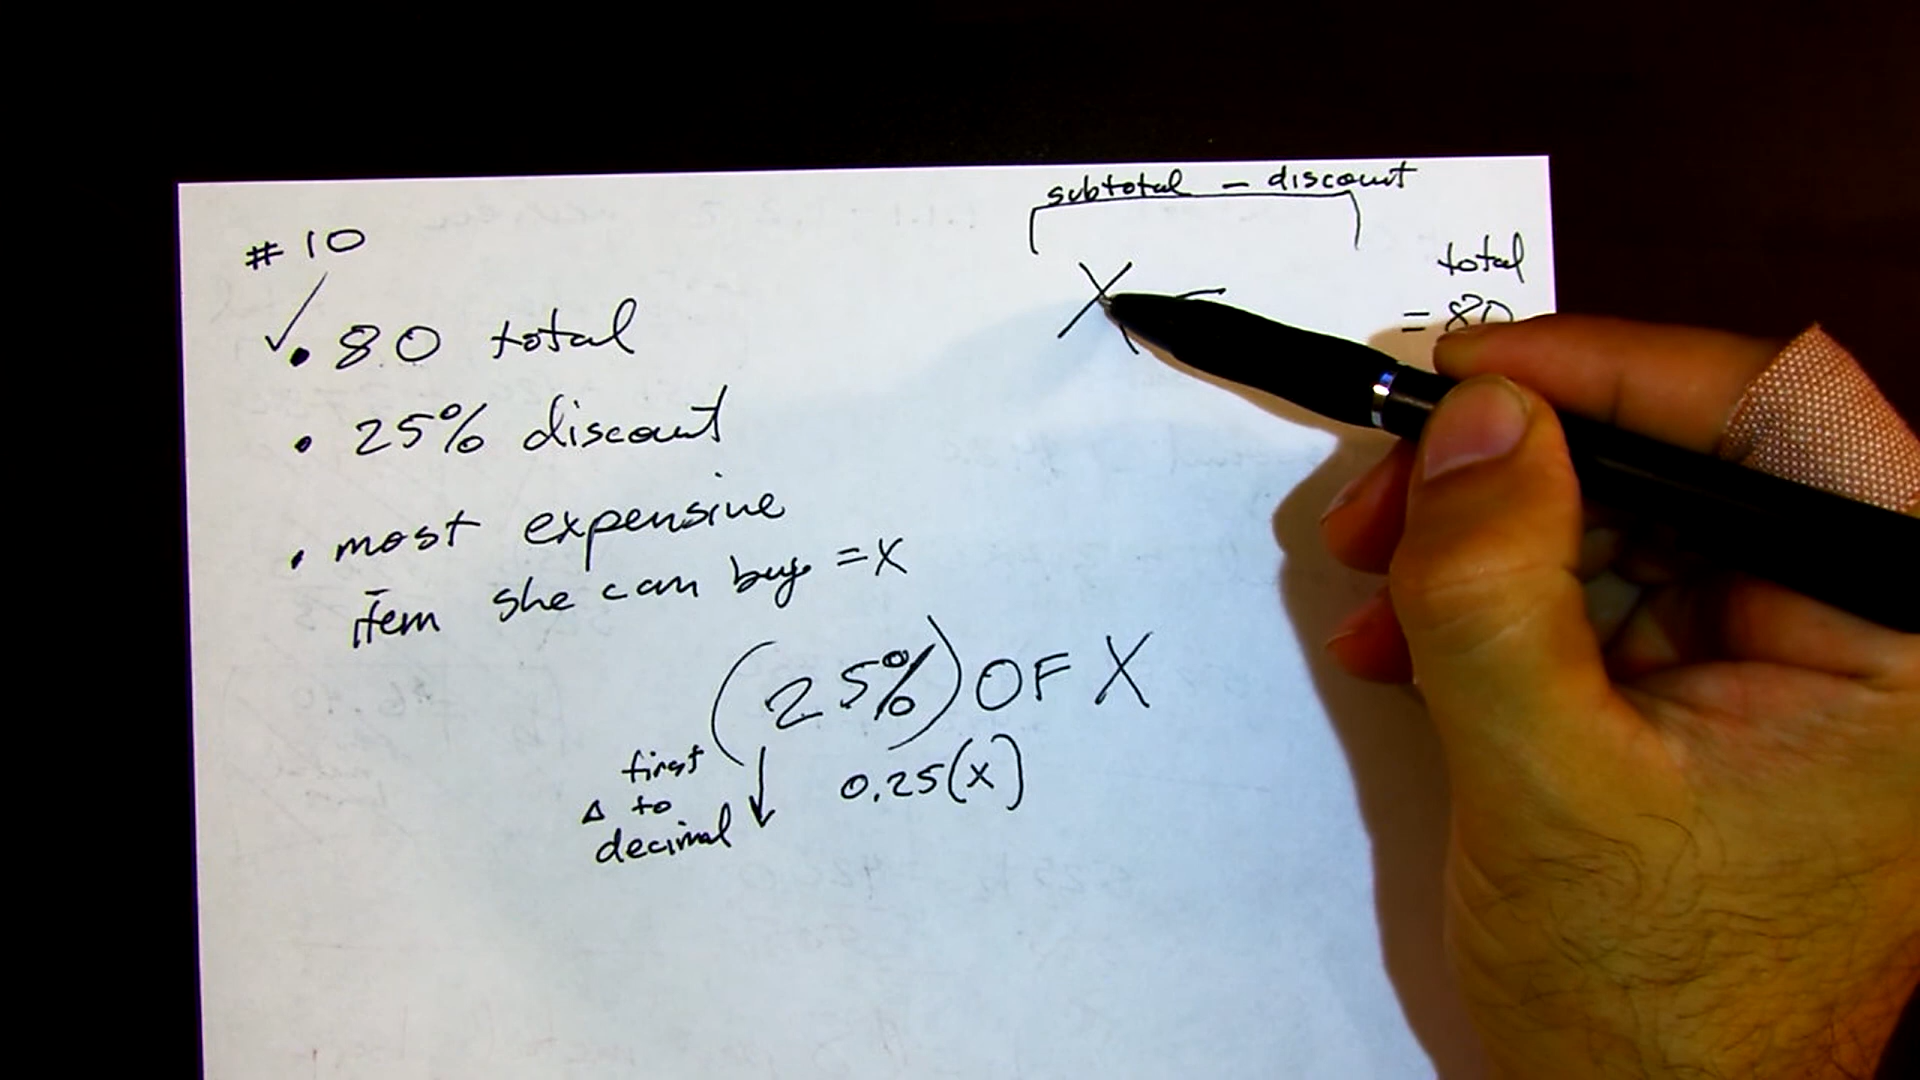 # 10
80 total
25% discount
most expensive
item she can buy = X
(25%) OF X
first
Δ to
decimal
0.25(x)
subtotal - discount
X -
total
= 80